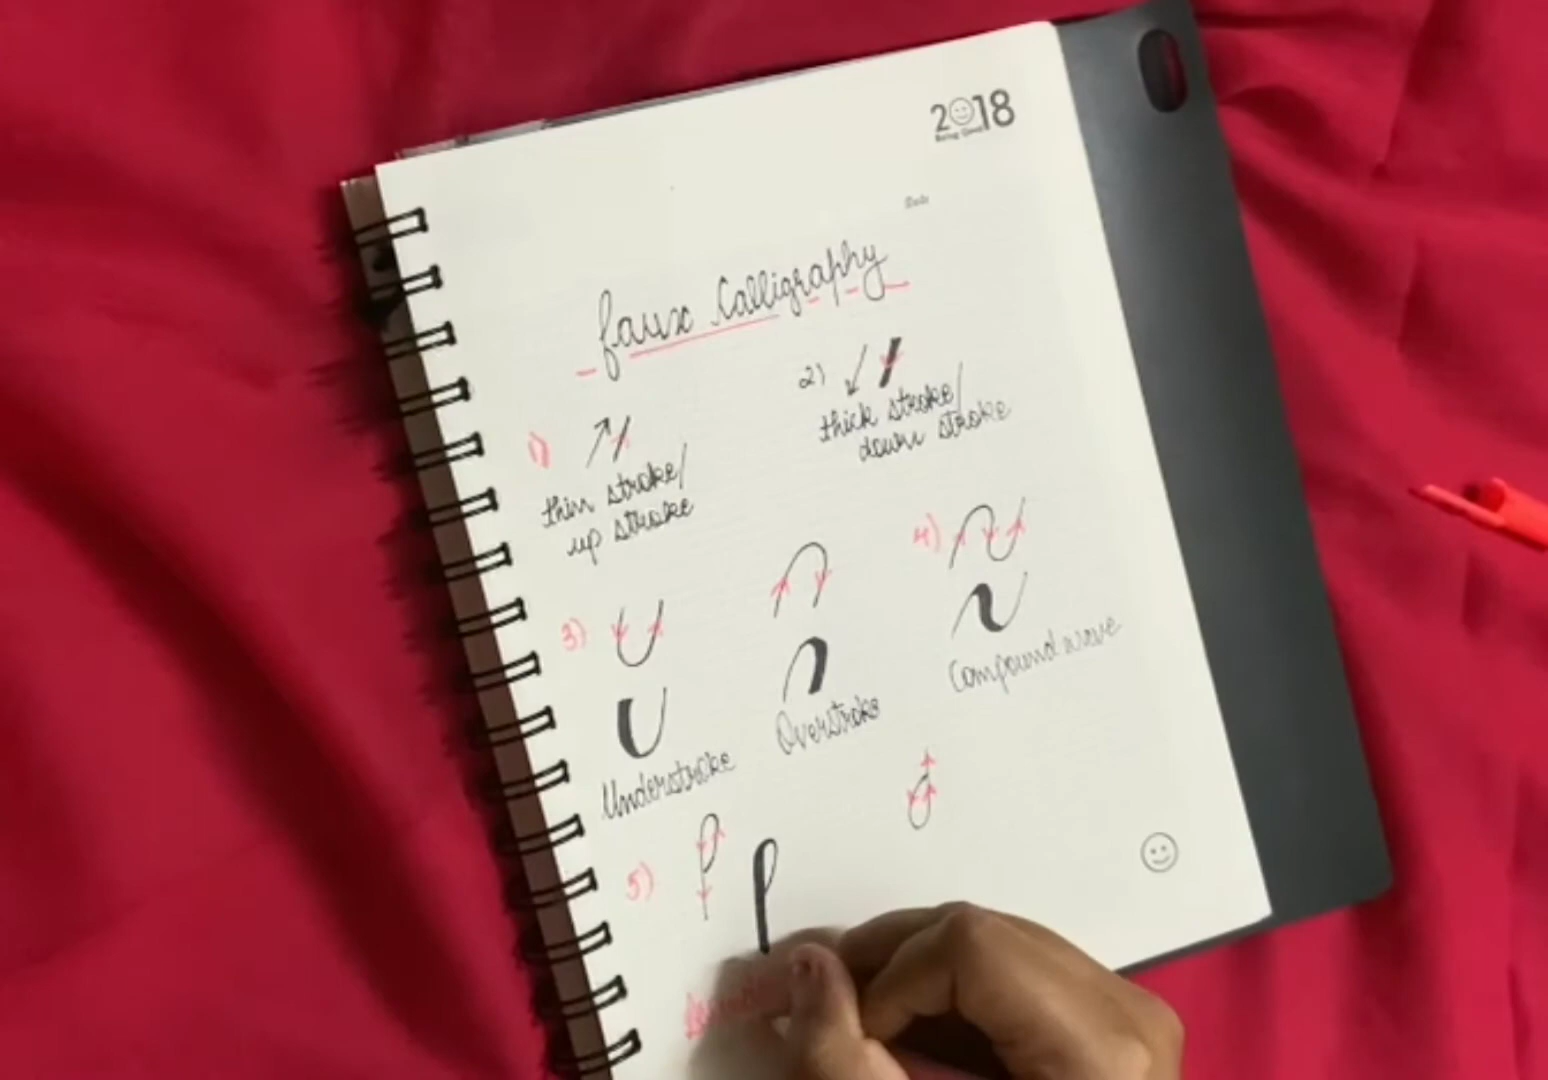 2018
Date
faux Calligraphy
1)
thin stroke/
up stroke
2)
thick stroke/
down stroke
3)
Understroke
Overstroke
4)
Compound wave
5)